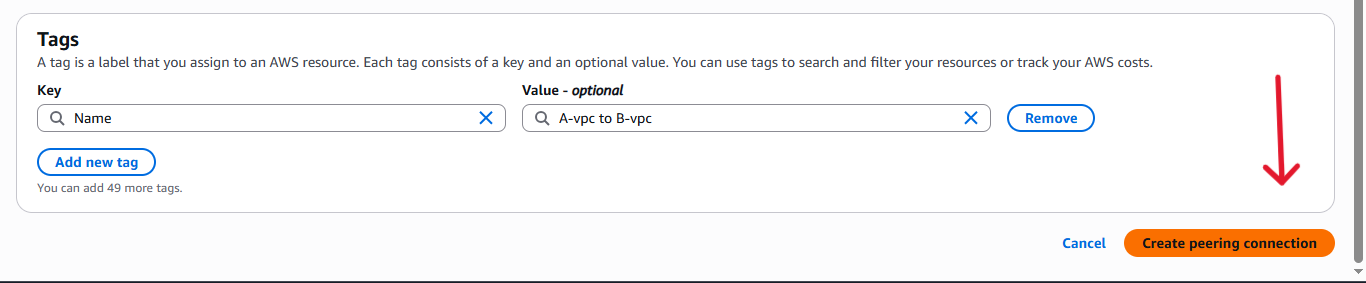 Tags
A tag is a label that you assign to an AWS resource. Each tag consists of a key and an optional value. You can use tags to search and filter your resources or track your AWS costs.
Key
Value - optional
Name
A-vpc to B-vpc
Remove
Add new tag
You can add 49 more tags.
Cancel
Create peering connection